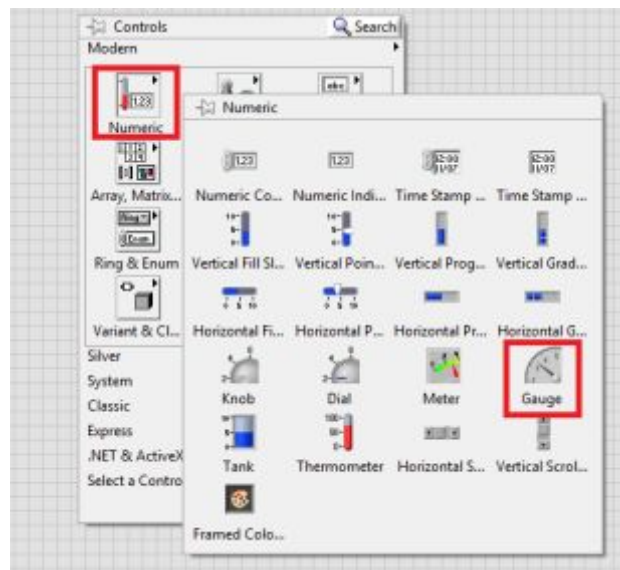 Controls
Search
Modern
Numeric
Array, Matrix...
Ring & Enum
Variant & Cl...
Silver
System
Classic
Express
.NET & ActiveX
Select a Contro
Numeric
Numeric Co... Numeric Indi... Time Stamp ... Time Stamp ...
Vertical Fill Sl... Vertical Poin... Vertical Prog... Vertical Grad...
Horizontal Fi... Horizontal P... Horizontal Pr... Horizontal G...
Knob Dial Meter Gauge
Tank Thermometer Horizontal S... Vertical Scrol...
Framed Colo...